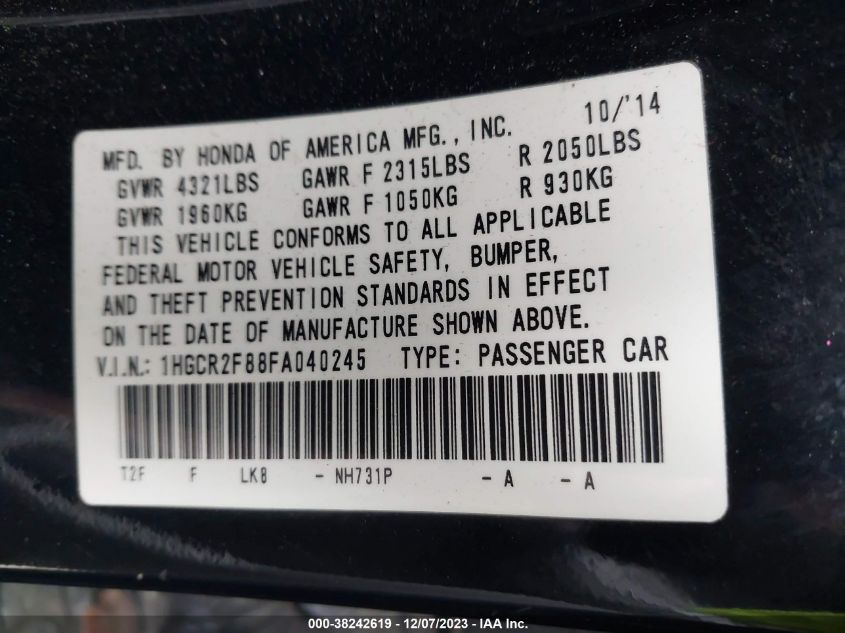 10/'14
MFD. BY HONDA OF AMERICA MFG., INC.
GVWR 4321LBS GAWR F 2315LBS R 2050LBS
GVWR 1960KG GAWR F 1050KG R 930KG
THIS VEHICLE CONFORMS TO ALL APPLICABLE
FEDERAL MOTOR VEHICLE SAFETY, BUMPER,
AND THEFT PREVENTION STANDARDS IN EFFECT
ON THE DATE OF MANUFACTURE SHOWN ABOVE.
V.I.N.: 1HGCR2F88FA040245 TYPE: PASSENGER CAR
T2F F LK8 - NH731P - A - A
000-38242619 - 12/07/2023 - IAA Inc.